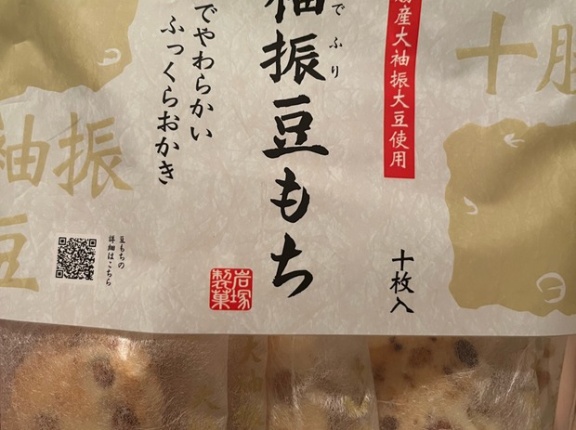 産大袖振大豆使用
でふり
袖振豆もち
でやわらかい
ふっくらおかき
十勝
袖振
豆
十枚入
岩塚
製菓
豆もちの
詳細はこちら
大袖